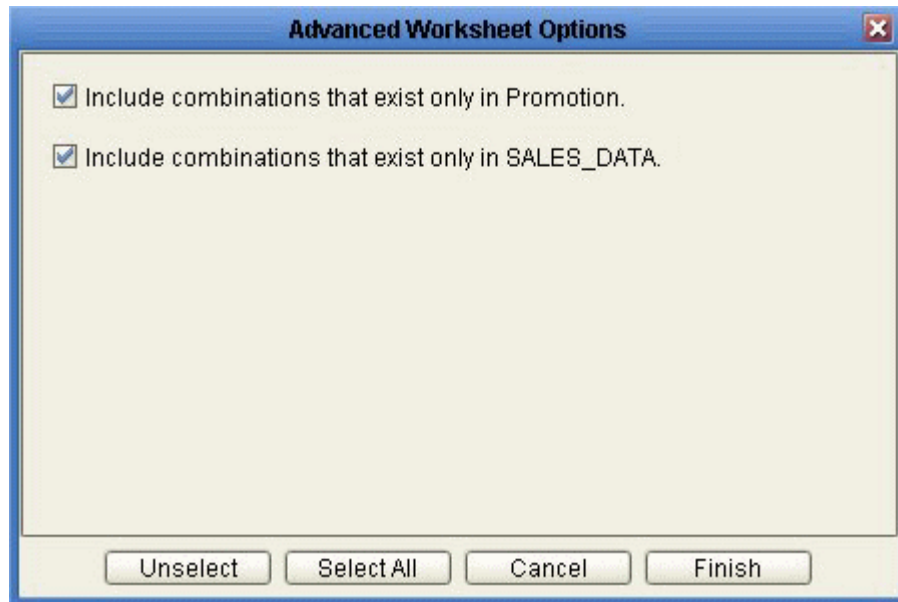 Advanced Worksheet Options
Include combinations that exist only in Promotion.
Include combinations that exist only in SALES_DATA.
Unselect Select All Cancel Finish